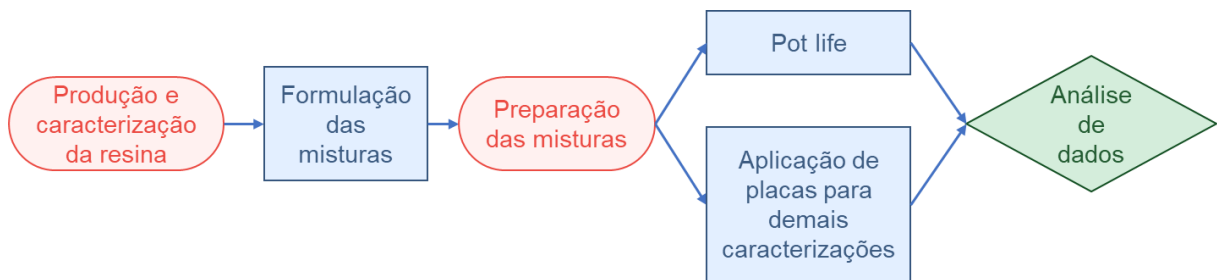 Produção e
caracterização
da resina
Formulação
das
misturas
Preparação
das misturas
Pot life
Aplicação de
placas para
demais
caracterizações
Análise
de
dados